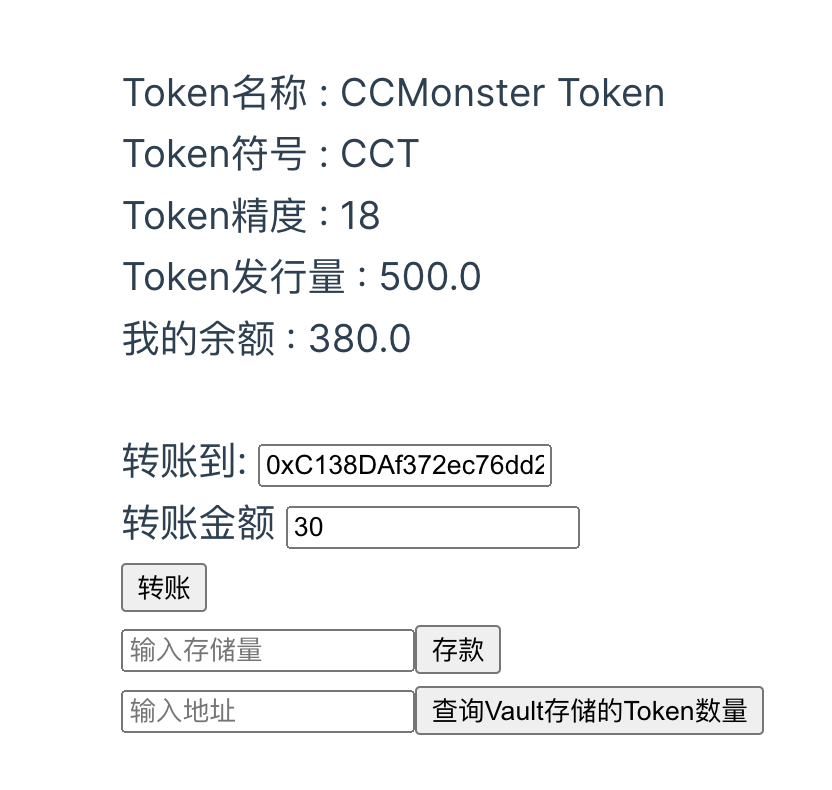 Token名称 : CCMonster Token
Token符号 : CCT
Token精度 : 18
Token发行量 : 500.0
我的余额 : 380.0
转账到: 0xC138DAf372ec76dd2
转账金额 30
转账
输入存储量 存款
输入地址 查询Vault存储的Token数量